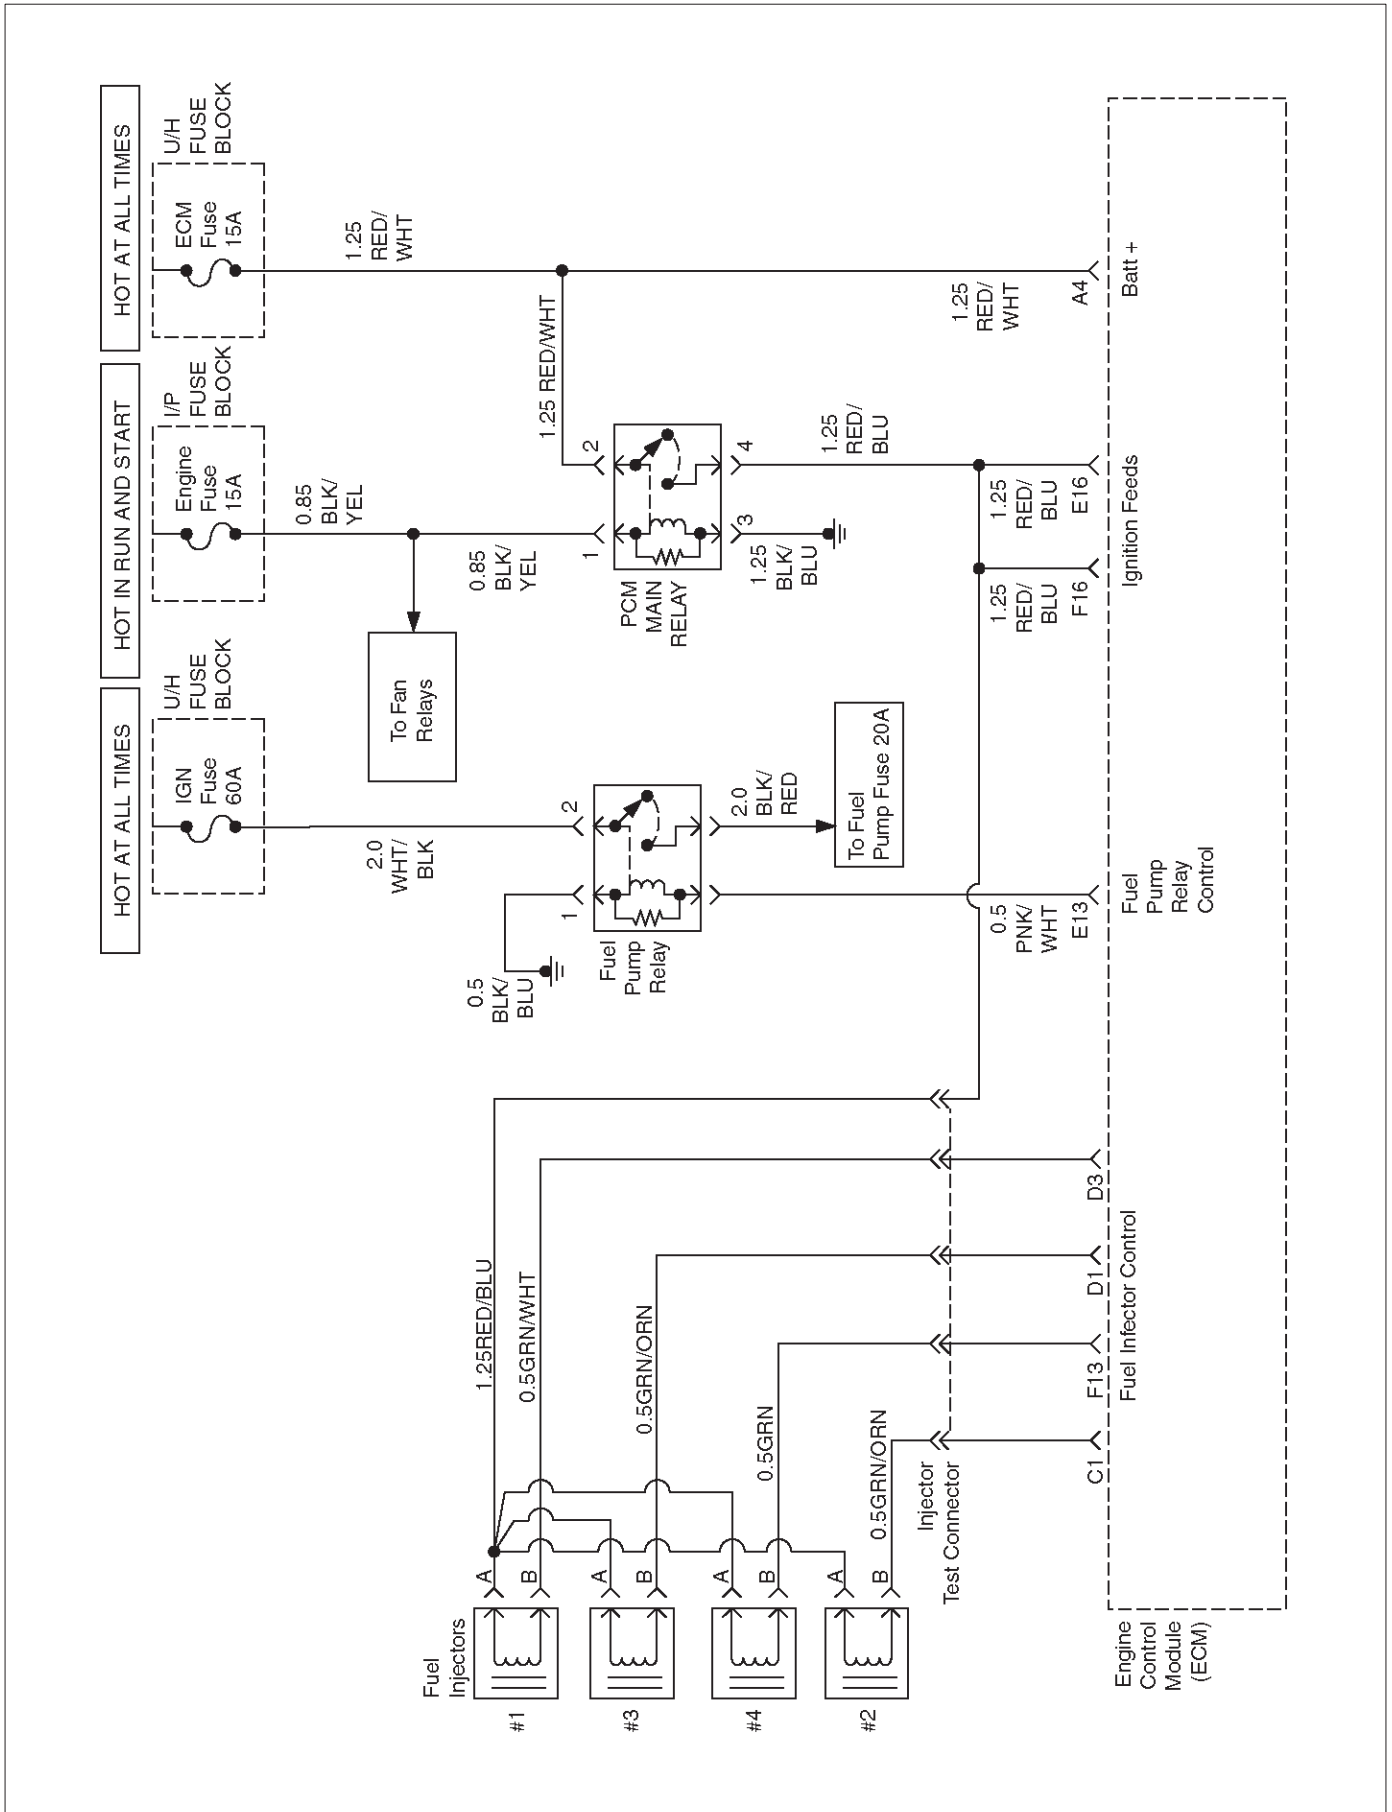 HOT AT ALL TIMES
HOT IN RUN AND START
HOT AT ALL TIMES
U/H
FUSE
BLOCK
IGN
Fuse
60A
I/P
FUSE
BLOCK
Engine
Fuse
15A
U/H
FUSE
BLOCK
ECM
Fuse
15A
2.0
WHT/
BLK
0.85
BLK/
YEL
1.25
RED/
WHT
To Fan
Relays
0.85
BLK/
YEL
1.25 RED/WHT
0.5
BLK/
BLU
1
2
Fuel
Pump
Relay
1
2
3
4
PCM
MAIN
RELAY
2.0
BLK/
RED
To Fuel
Pump Fuse 20A
1.25
BLK/
BLU
1.25
RED/
BLU
1.25
RED/
WHT
0.5
PNK/
WHT
E13
1.25
RED/
BLU
F16
1.25
RED/
BLU
E16
A4
Fuel
Pump
Relay
Control
Ignition Feeds
Batt +
Fuel
Injectors
#1
#3
#4
#2
A
B
A
B
A
B
A
B
1.25RED/BLU
0.5GRN/WHT
0.5GRN/ORN
0.5GRN
0.5GRN/ORN
Injector
Test Connector
C1
F13
D1
D3
Fuel Infector Control
Engine
Control
Module
(ECM)